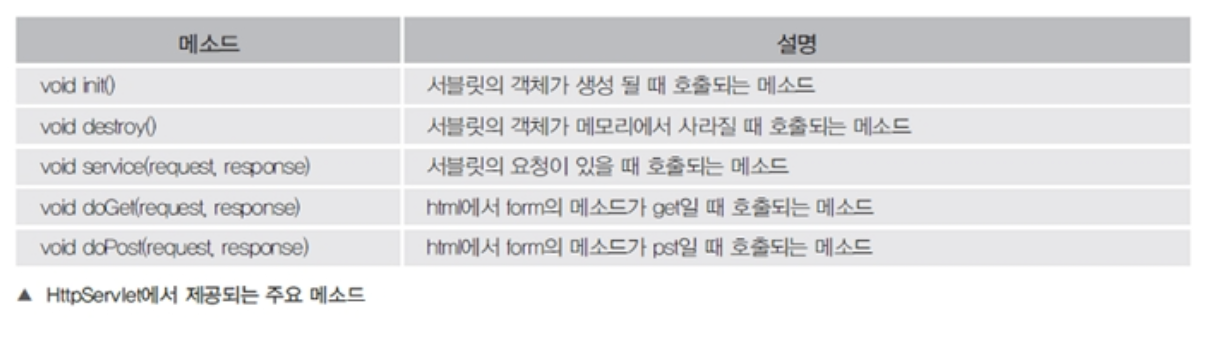 메소드 설명
void init() 서블릿의 객체가 생성 될 때 호출되는 메소드
void destroy() 서블릿의 객체가 메모리에서 사라질 때 호출되는 메소드
void service(request, response) 서블릿의 요청이 있을 때 호출되는 메소드
void doGet(request, response) html에서 form의 메소드가 get일 때 호출되는 메소드
void doPost(request, response) html에서 form의 메소드가 pst일 때 호출되는 메소드
▲ HttpServlet에서 제공되는 주요 메소드